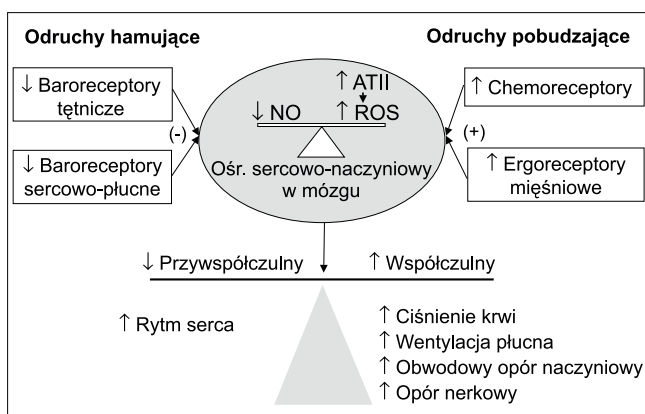 Odruchy hamujące
Odruchy pobudzające
↓ Baroreceptory
tętnicze
↓ Baroreceptory
sercowo-płucne
(-)
↑ ATII
↓ NO ↑ ROS
Ośr. sercowo-naczyniowy
w mózgu
(+)
↑ Chemoreceptory
↑ Ergoreceptory
mięśniowe
↓ Przywspółczulny
↑ Współczulny
↑ Rytm serca
↑ Ciśnienie krwi
↑ Wentylacja płucna
↑ Obwodowy opór naczyniowy
↑ Opór nerkowy